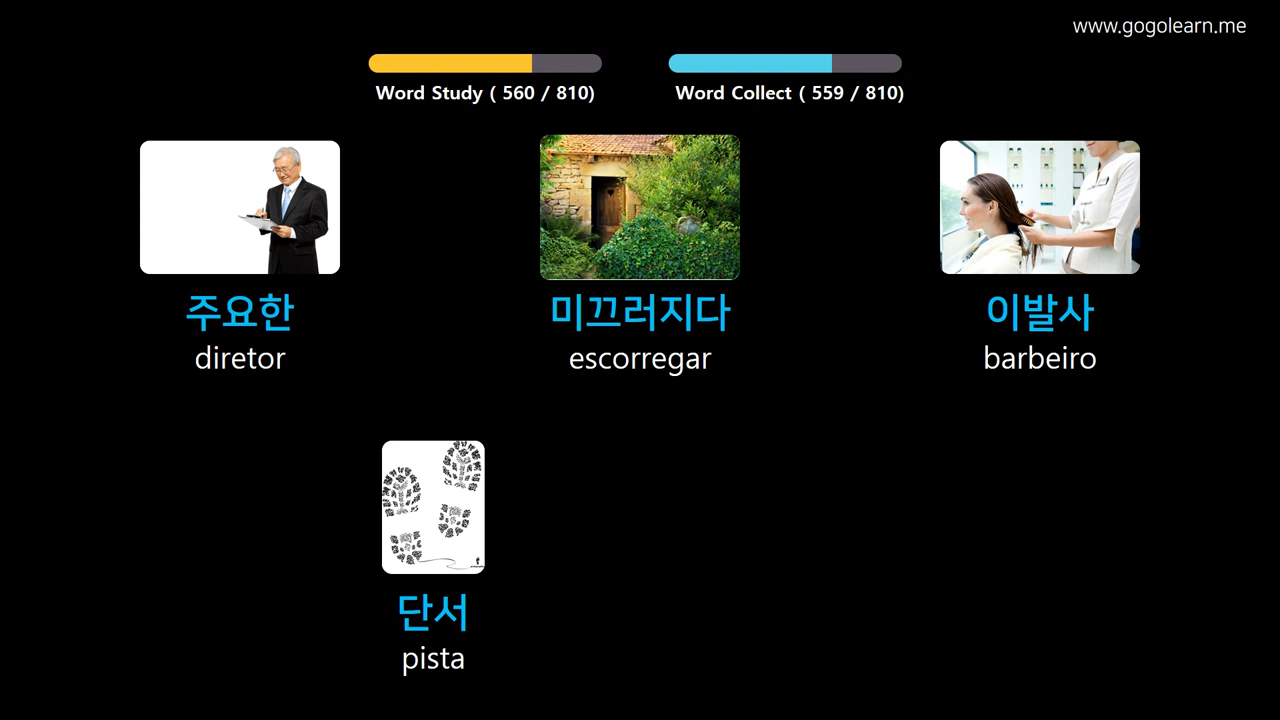 www.gogolearn.me
Word Study ( 560 / 810)
Word Collect ( 559 / 810)
주요한
diretor
미끄러지다
escorregar
이발사
barbeiro
단서
pista